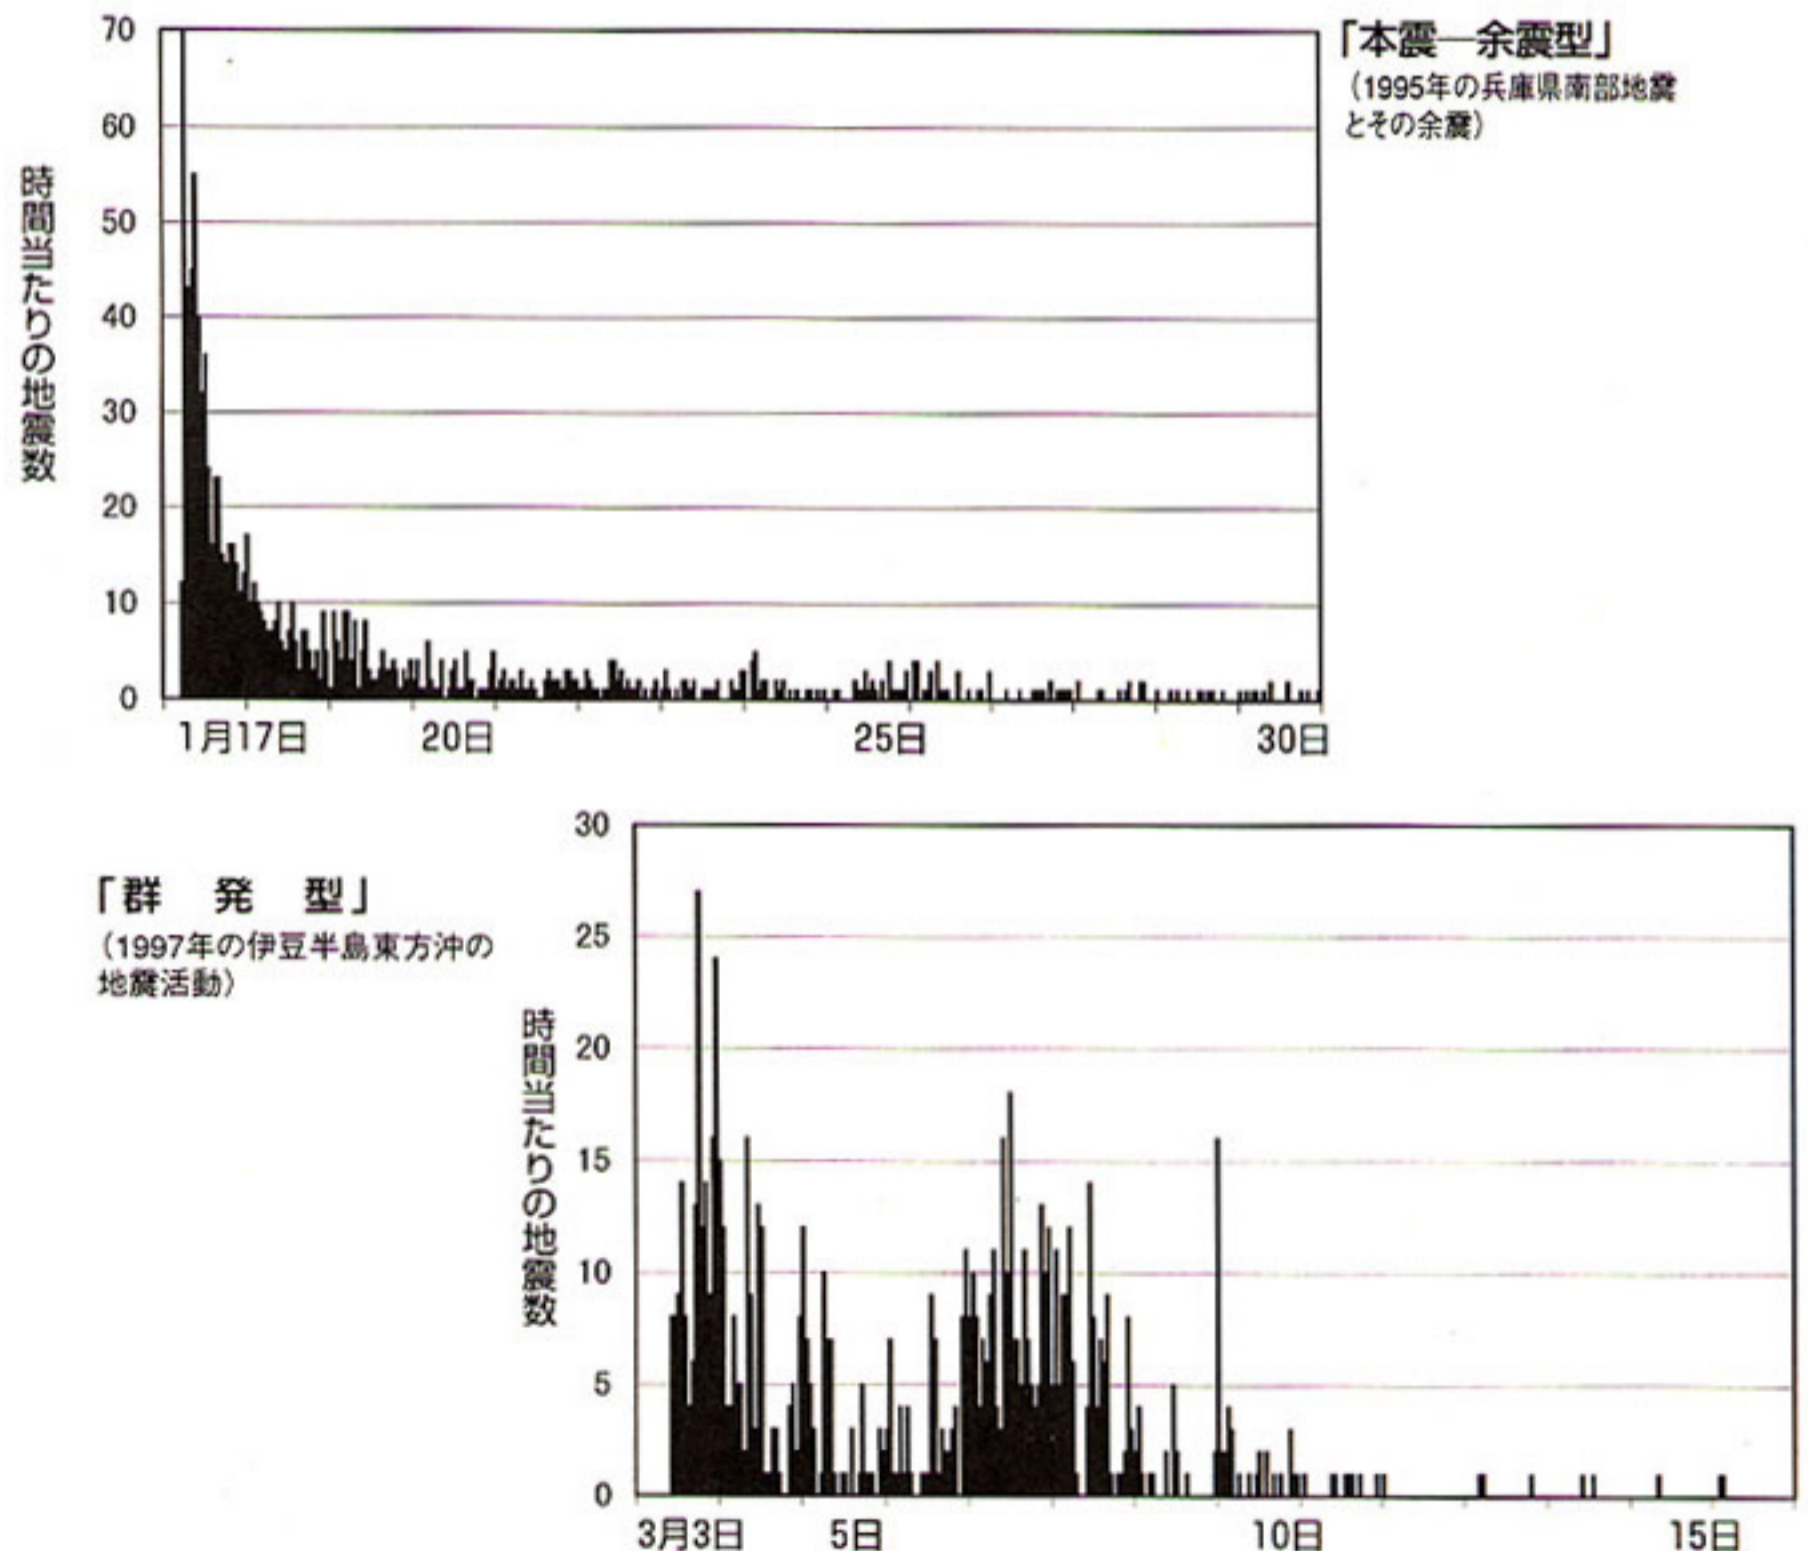 70
60
50
40
30
20
10
0
時間当たりの地震数
1月17日
20日
25日
30日
「本震―余震型」
（1995年の兵庫県南部地震
とその余震）
「群　発　型」
（1997年の伊豆半島東方沖の
地震活動）
30
25
20
15
10
5
0
時間当たりの地震数
3月3日
5日
10日
15日